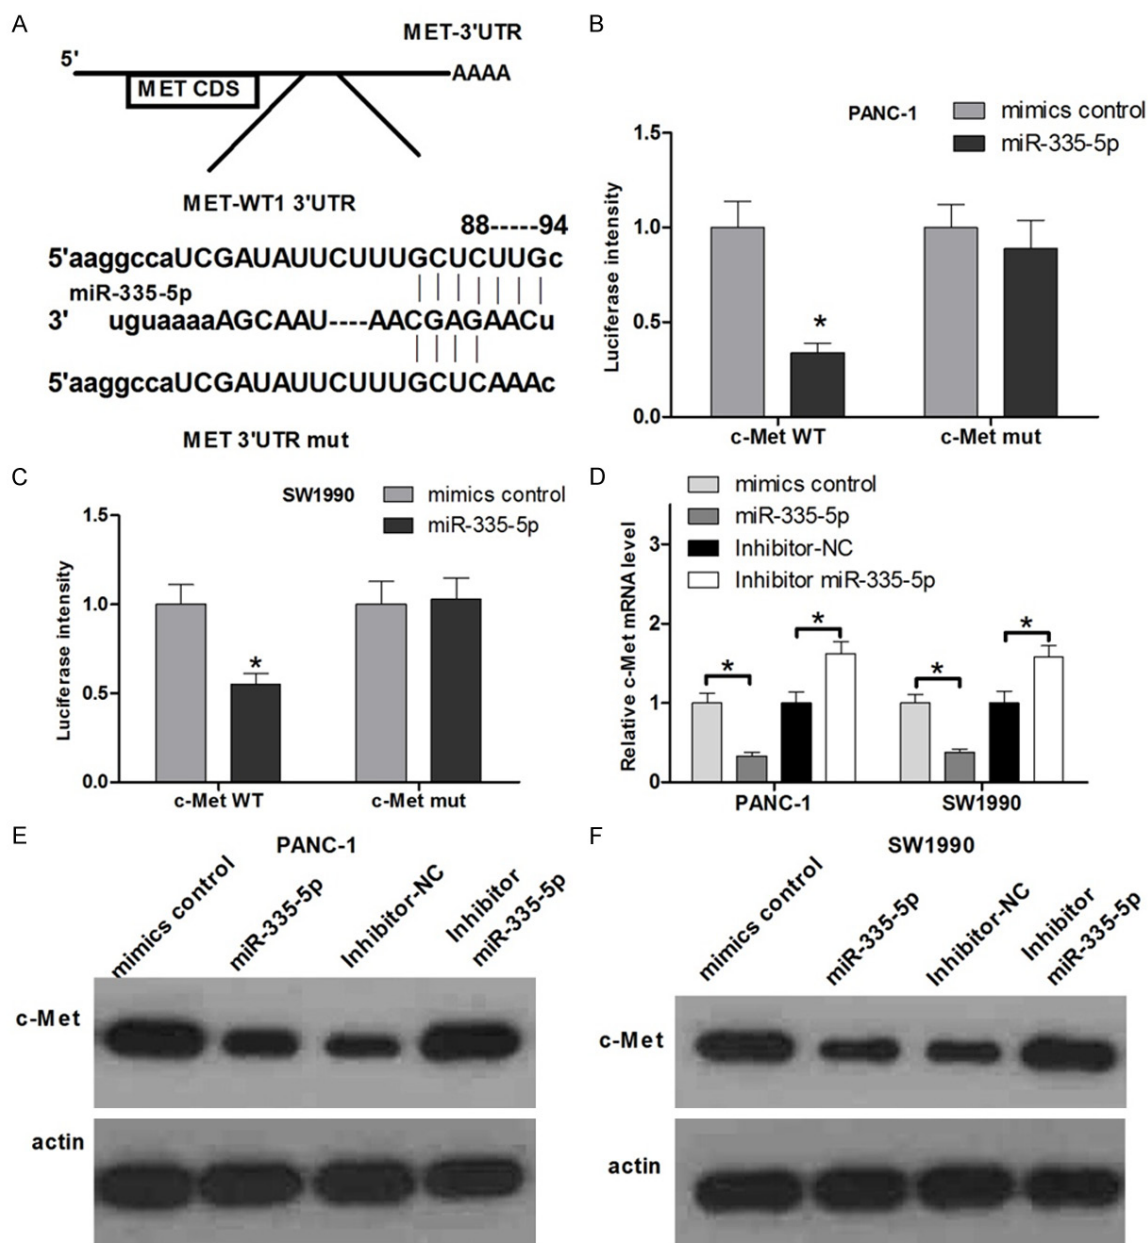 A
MET-3'UTR
5'
AAAA
MET CDS
MET-WT1 3'UTR
88-----94
5'aaggccaUCGAUAUUCUUUGCUCUUGc
miR-335-5p
3' uguaaaaAGCAAU----AACGAGAACu
5'aaggccaUCGAUAUUCUUUGCUCAAAc
MET 3'UTR mut
B
PANC-1
mimics control
miR-335-5p
Luciferase intensity
1.5
1.0
0.5
0.0
*
c-Met WT
c-Met mut
C
SW1990
mimics control
miR-335-5p
Luciferase intensity
1.5
1.0
0.5
0.0
*
c-Met WT
c-Met mut
D
mimics control
miR-335-5p
Inhibitor-NC
Inhibitor miR-335-5p
Relative c-Met mRNA level
3
2
1
0
*
*
*
*
PANC-1
SW1990
E
PANC-1
mimics control
miR-335-5p
Inhibitor-NC
Inhibitor
miR-335-5p
c-Met
actin
F
SW1990
mimics control
miR-335-5p
Inhibitor-NC
Inhibitor
miR-335-5p
c-Met
actin